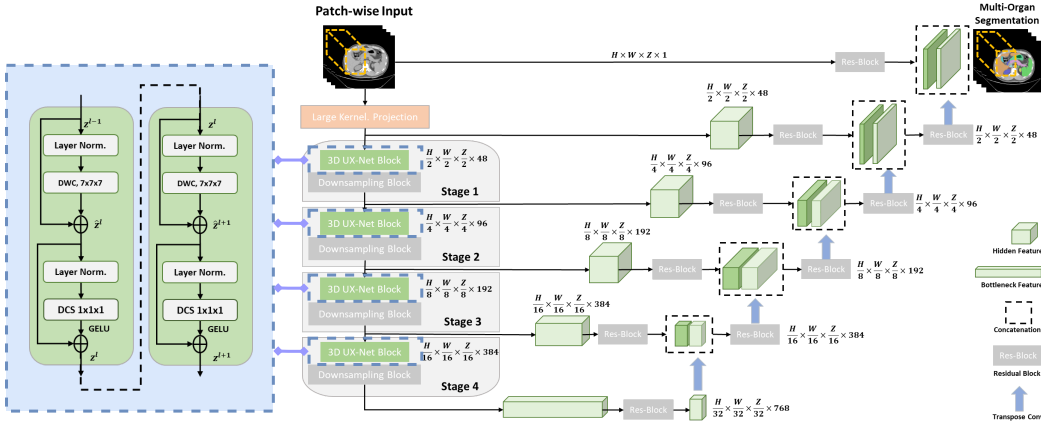 Patch-wise Input
Multi-Organ
Segmentation
H × W × Z × 1
Res-Block
Large Kernel. Projection
H/2 × W/2 × Z/2 × 48
Res-Block
Res-Block
H/2 × W/2 × Z/2 × 48
3D UX-Net Block
H/2 × W/2 × Z/2 × 48
Downsampling Block
Stage 1
H/4 × W/4 × Z/4 × 96
Res-Block
Res-Block
H/4 × W/4 × Z/4 × 96
3D UX-Net Block
H/4 × W/4 × Z/4 × 96
Downsampling Block
Stage 2
H/8 × W/8 × Z/8 × 192
Res-Block
Res-Block
H/8 × W/8 × Z/8 × 192
3D UX-Net Block
H/8 × W/8 × Z/8 × 192
Downsampling Block
Stage 3
H/16 × W/16 × Z/16 × 384
Res-Block
Res-Block
H/16 × W/16 × Z/16 × 384
3D UX-Net Block
H/16 × W/16 × Z/16 × 384
Downsampling Block
Stage 4
Res-Block
H/32 × W/32 × Z/32 × 768
z^{l-1}
Layer Norm.
DWC, 7x7x7
ẑ^l
Layer Norm.
DCS 1x1x1
GELU
z^l
z^l
Layer Norm.
DWC, 7x7x7
ẑ^{l+1}
Layer Norm.
DCS 1x1x1
GELU
z^{l+1}
Hidden Feature
Bottleneck Feature
Concatenation
Res-Block
Residual Block
Transpose Conv